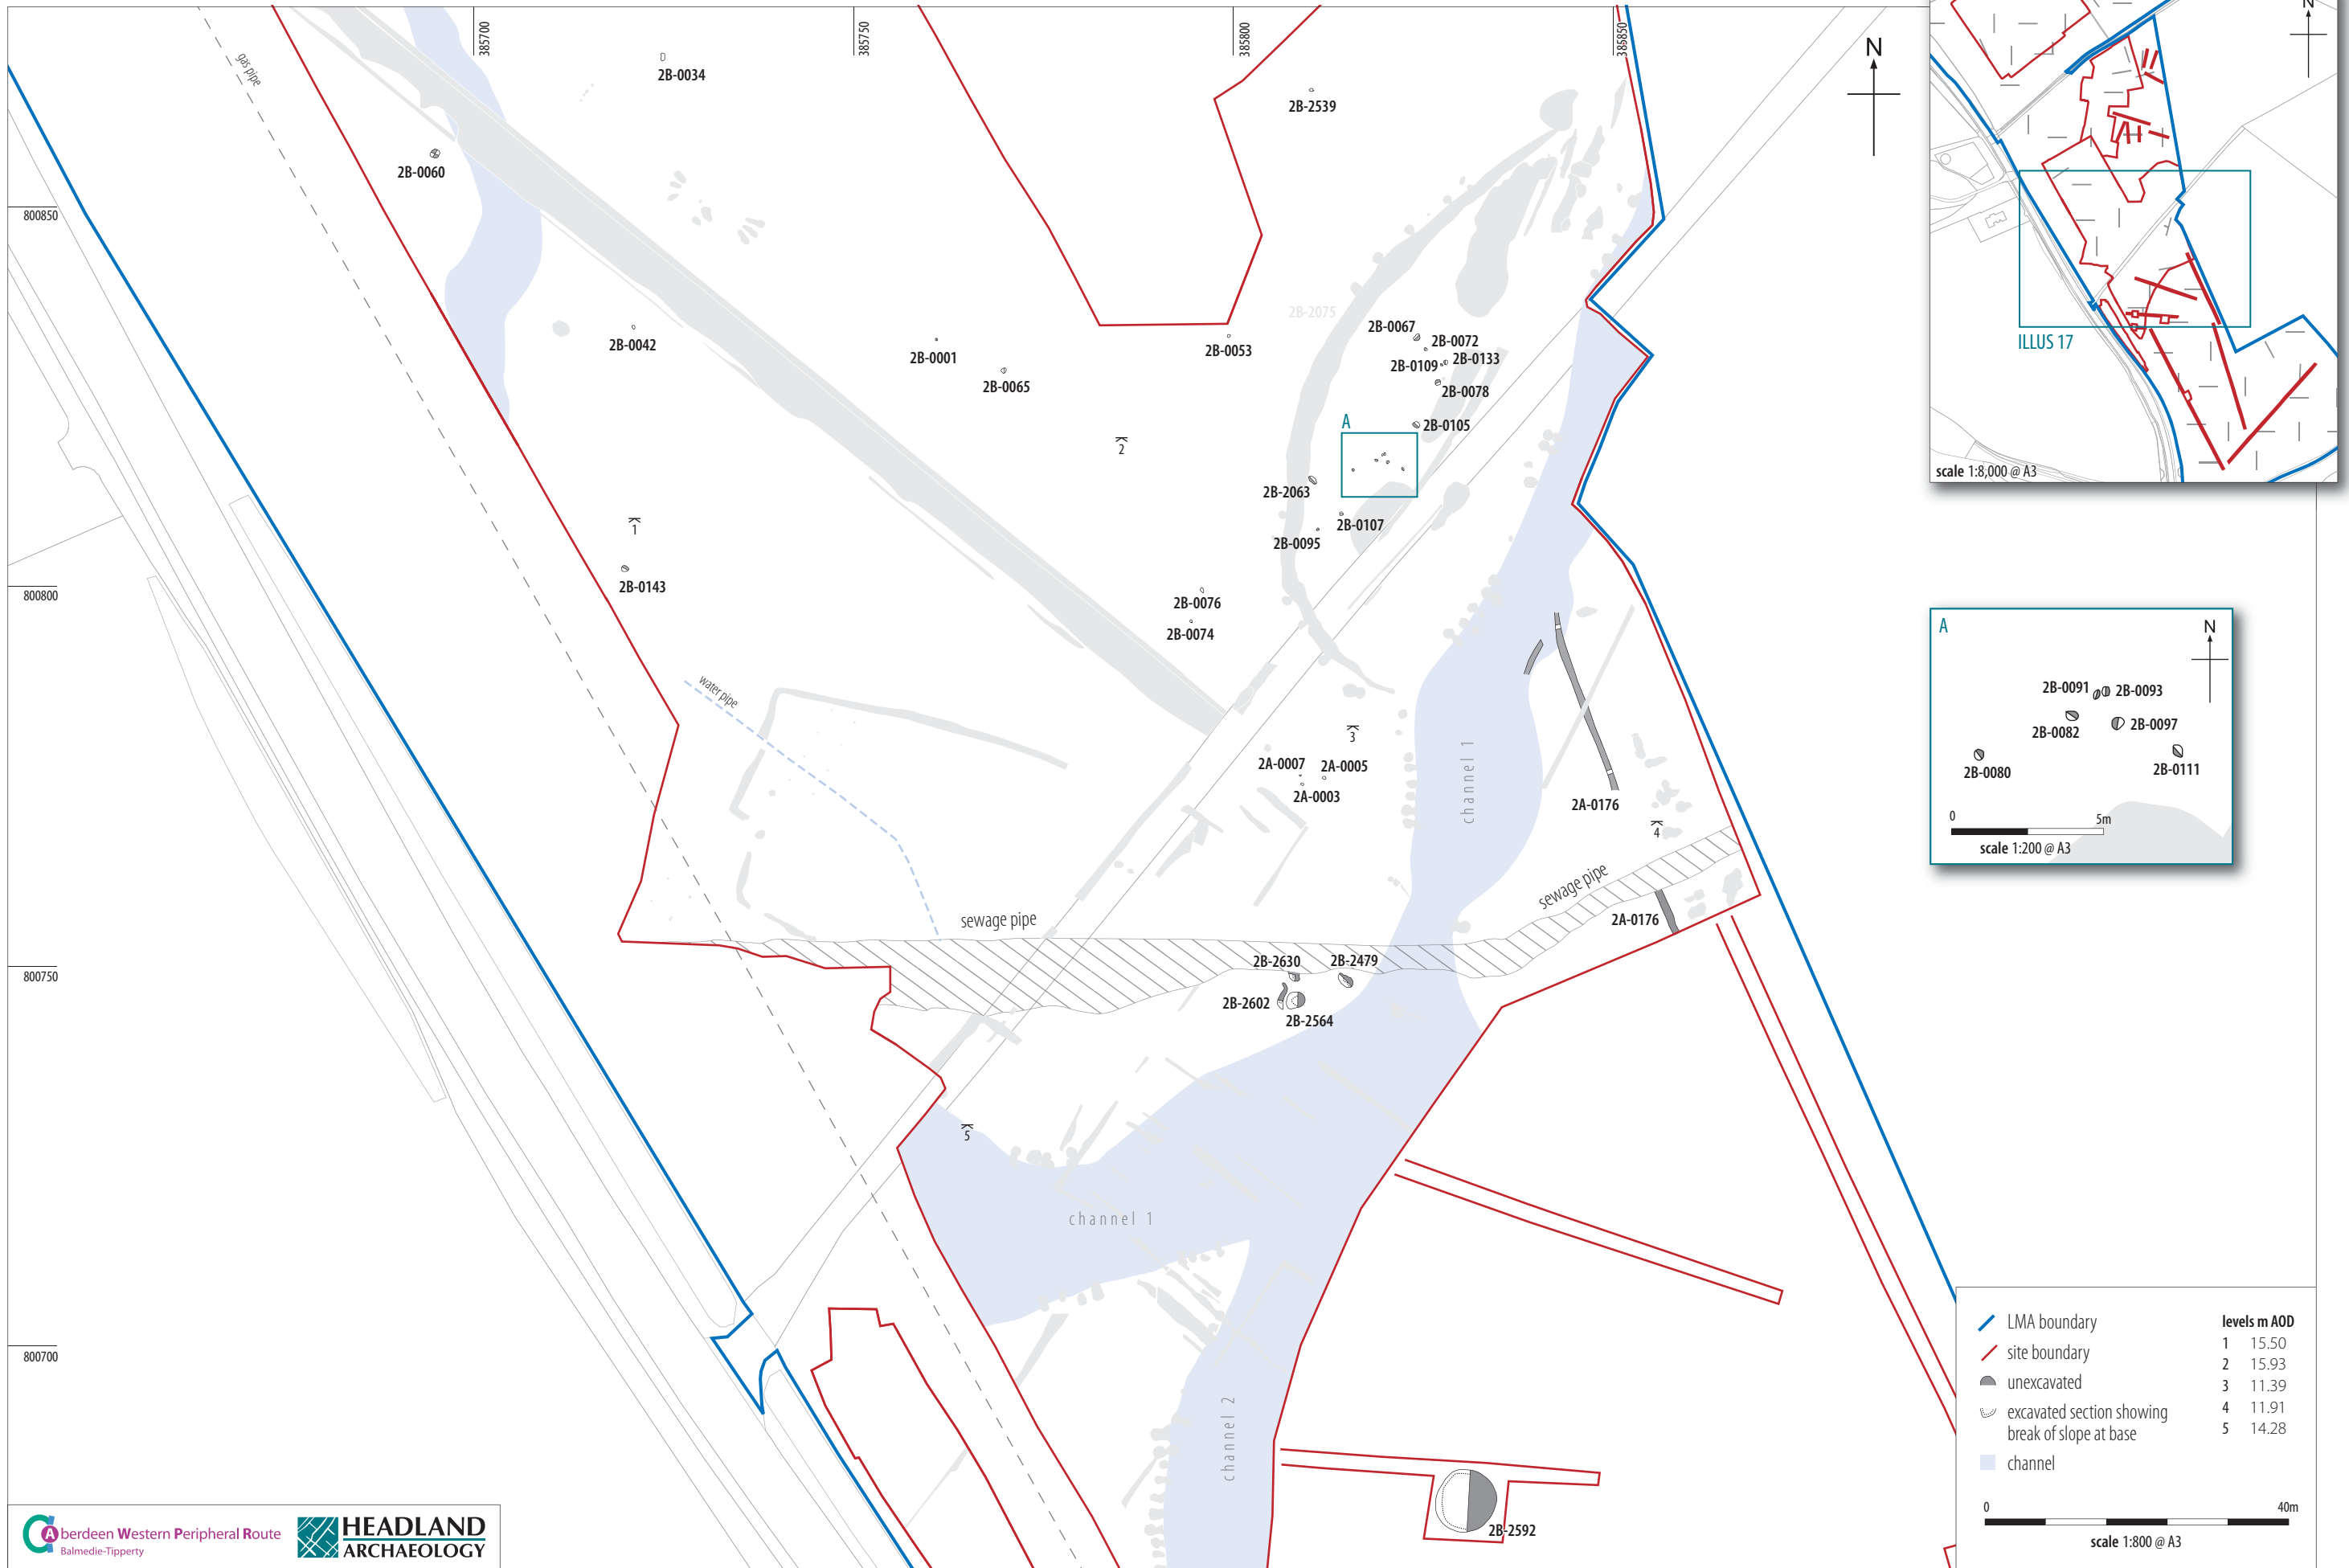 385700
385750
385800
385850
N
N
gas pipe
2B-0034
2B-2539
2B-0060
800850
2B-2075
2B-0067
2B-0072
2B-0042
2B-0001
2B-0053
2B-0109
2B-0133
2B-0065
2B-0078
ILLUS 17
A
2B-0105
2
scale 1:8,000 @ A3
2B-2063
1
2B-0107
2B-0095
2B-0143
800800
2B-0076
2B-0074
A
N
2B-0091
2B-0093
2B-0082
2B-0097
2B-0080
2B-0111
0
5m
scale 1:200 @ A3
water pipe
3
channel 1
2A-0007
2A-0005
2A-0003
2A-0176
4
sewage pipe
sewage pipe
2A-0176
800750
2B-2630
2B-2479
2B-2602
2B-2564
5
channel 1
800700
channel 2
2B-2592
LMA boundary
site boundary
unexcavated
excavated section showing
break of slope at base
channel
levels m AOD
1 15.50
2 15.93
3 11.39
4 11.91
5 14.28
0
40m
scale 1:800 @ A3
Aberdeen Western Peripheral Route
Balmedie-Tipperty
HEADLAND
ARCHAEOLOGY